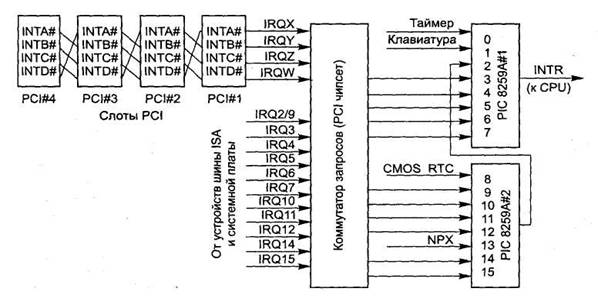 INTA# INTA# INTA# INTA#
INTB# INTB# INTB# INTB#
INTC# INTC# INTC# INTC#
INTD# INTD# INTD# INTD#
PCI#4 PCI#3 PCI#2 PCI#1
Слоты PCI
IRQX
IRQY
IRQZ
IRQW
От устройств шины ISA
и системной платы
IRQ2/9
IRQ3
IRQ4
IRQ5
IRQ6
IRQ7
IRQ10
IRQ11
IRQ12
IRQ14
IRQ15
Коммутатор запросов (PCI чипсет)
Таймер
Клавиатура
0
1
2
3
4
5
6
7
PIC 8259A#1
INTR
(к CPU)
CMOS RTC
NPX
8
9
10
11
12
13
14
15
PIC 8259A#2